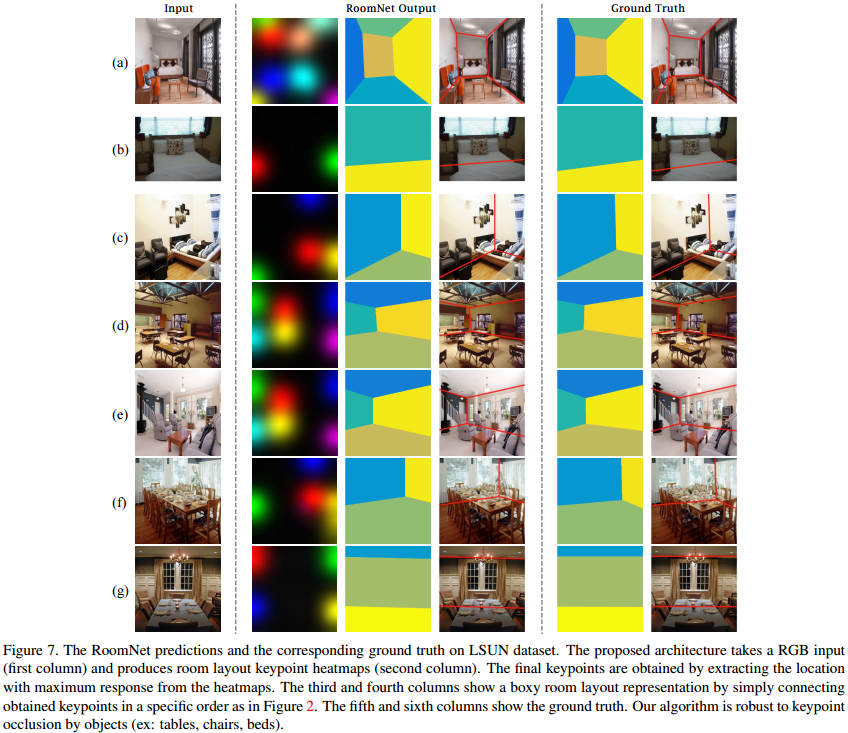 Input RoomNet Output Ground Truth
(a)
(b)
(c)
(d)
(e)
(f)
(g)
Figure 7. The RoomNet predictions and the corresponding ground truth on LSUN dataset. The proposed architecture takes a RGB input
(first column) and produces room layout keypoint heatmaps (second column). The final keypoints are obtained by extracting the location
with maximum response from the heatmaps. The third and fourth columns show a boxy room layout representation by simply connecting
obtained keypoints in a specific order as in Figure 2. The fifth and sixth columns show the ground truth. Our algorithm is robust to keypoint
occlusion by objects (ex: tables, chairs, beds).